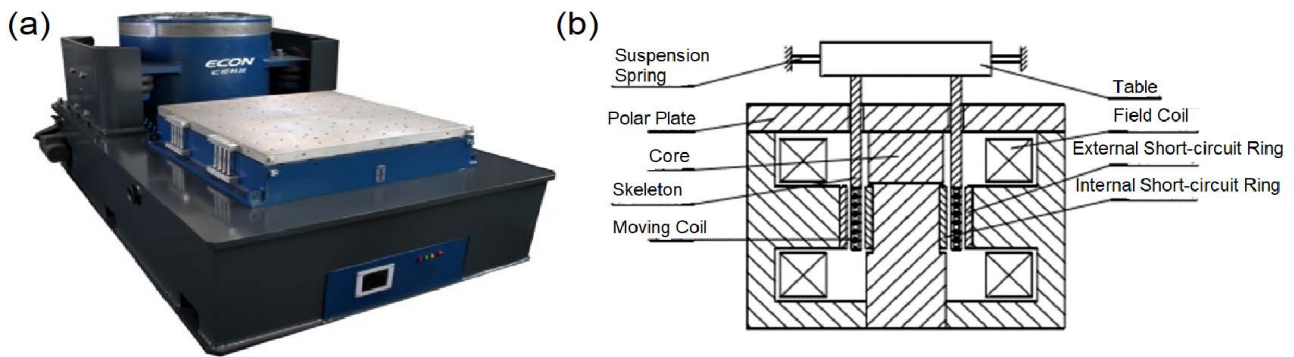 (a)
ECON
(b)
Suspension
Spring
Polar Plate
Core
Skeleton
Moving Coil
Table
Field Coil
External Short-circuit Ring
Internal Short-circuit Ring